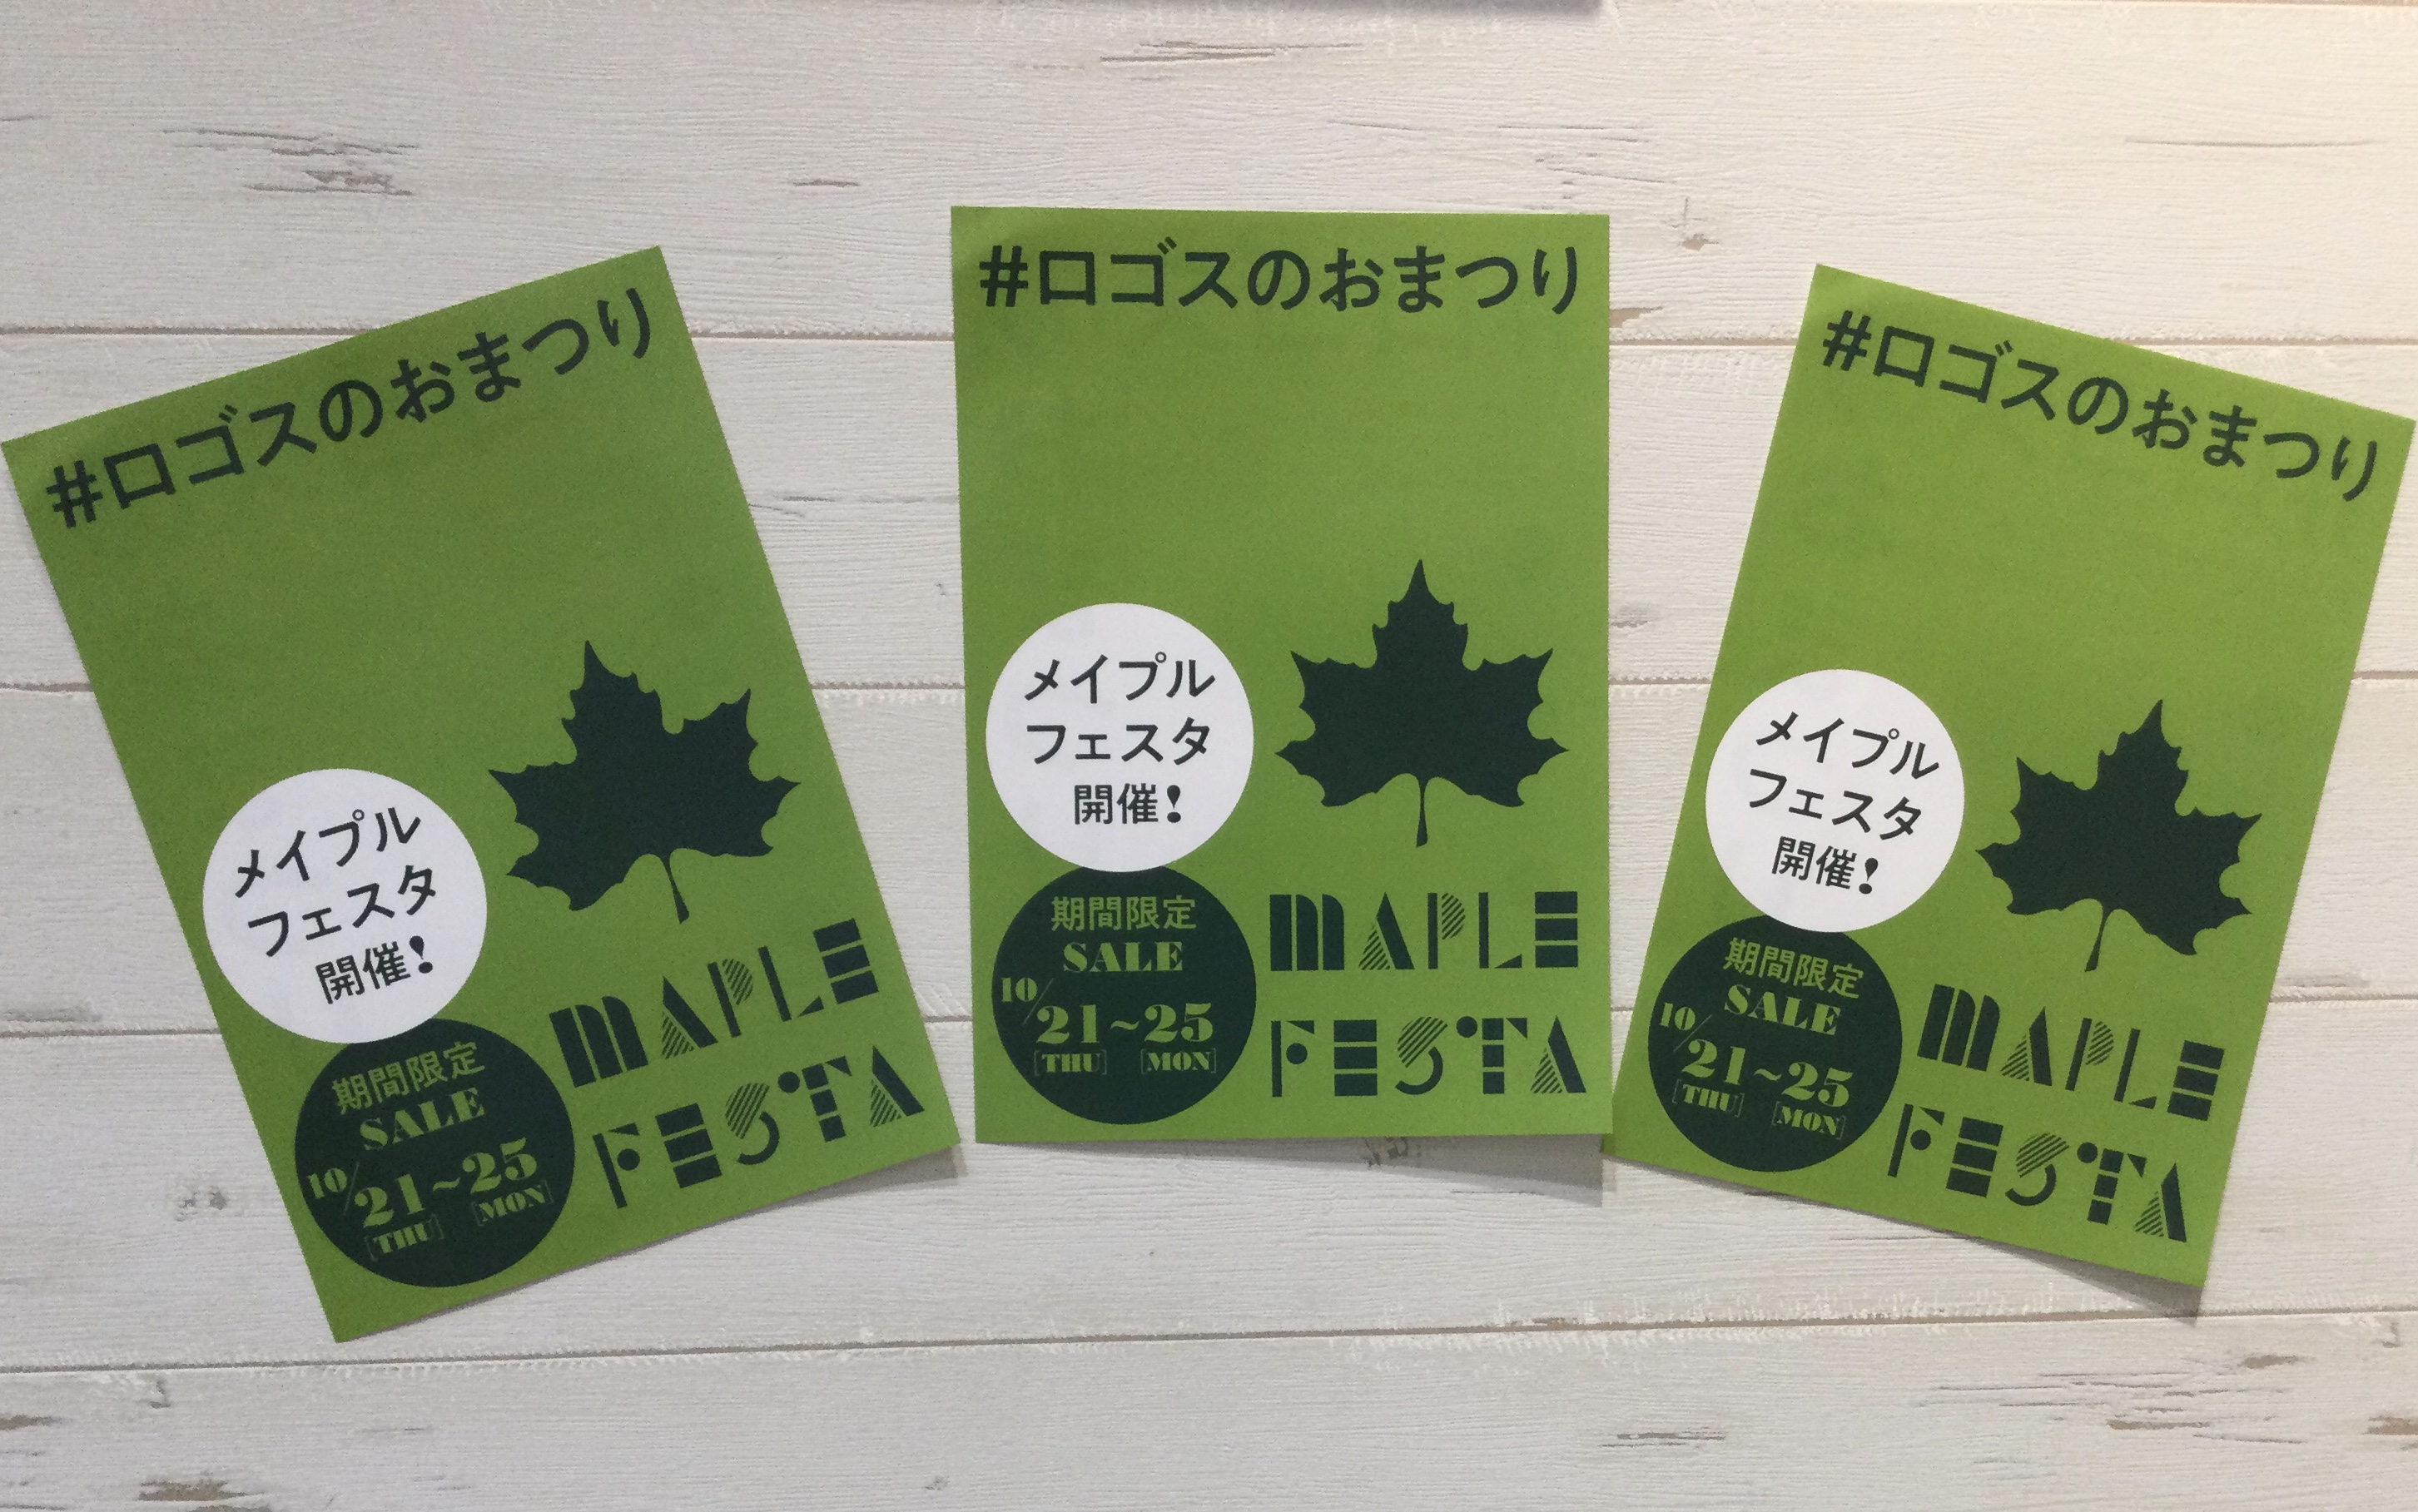 #ロゴスのおまつり
メイプル
フェスタ
開催!
期間限定
SALE
10/21~25
[THU] [MON]
MAPLE
FESTA
#ロゴスのおまつり
メイプル
フェスタ
開催!
期間限定
SALE
10/21~25
[THU] [MON]
MAPLE
FESTA
#ロゴスのおまつり
メイプル
フェスタ
開催!
期間限定
SALE
10/21~25
[THU] [MON]
MAPLE
FESTA